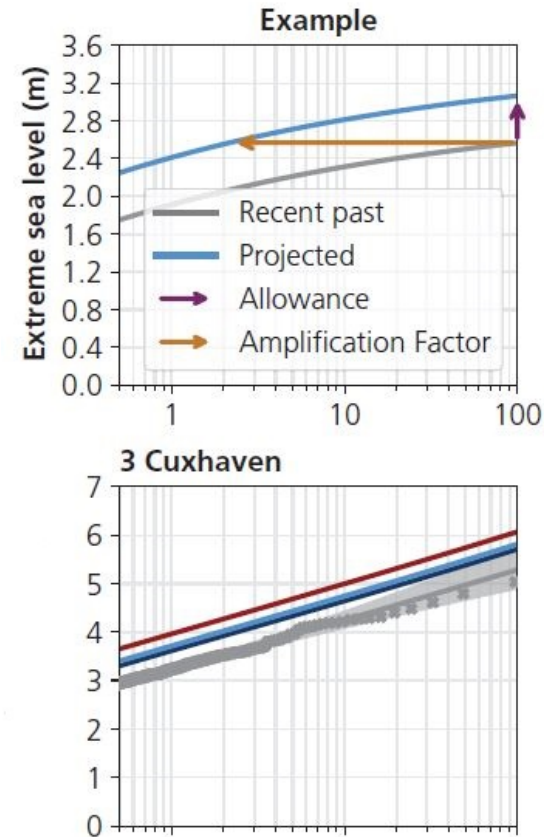 Example
Extreme sea level (m)
3.6
3.2
2.8
2.4
2.0
1.6
1.2
0.8
0.4
0.0
Recent past
Projected
Allowance
Amplification Factor
1 10 100
3 Cuxhaven
7
6
5
4
3
2
1
0